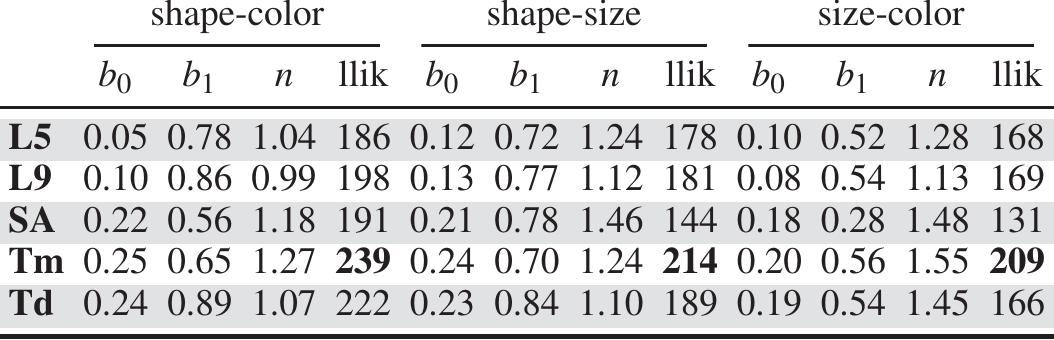 shape-color shape-size size-color
b0 b1 n llik b0 b1 n llik b0 b1 n llik
L5 0.05 0.78 1.04 186 0.12 0.72 1.24 178 0.10 0.52 1.28 168
L9 0.10 0.86 0.99 198 0.13 0.77 1.12 181 0.08 0.54 1.13 169
SA 0.22 0.56 1.18 191 0.21 0.78 1.46 144 0.18 0.28 1.48 131
Tm 0.25 0.65 1.27 239 0.24 0.70 1.24 214 0.20 0.56 1.55 209
Td 0.24 0.89 1.07 222 0.23 0.84 1.10 189 0.19 0.54 1.45 166